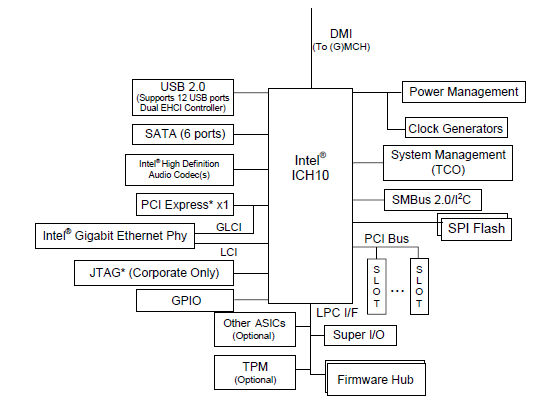 DMI
(To (G)MCH)
USB 2.0
(Supports 12 USB ports
Dual EHCI Controller)
SATA (6 ports)
Intel® High Definition
Audio Codec(s)
PCI Express* x1
GLCI
Intel® Gigabit Ethernet Phy
LCI
JTAG* (Corporate Only)
GPIO
Intel®
ICH10
Power Management
Clock Generators
System Management
(TCO)
SMBus 2.0/I²C
SPI Flash
PCI Bus
SLOT
...
SLOT
LPC I/F
Other ASICs
(Optional)
Super I/O
TPM
(Optional)
Firmware Hub